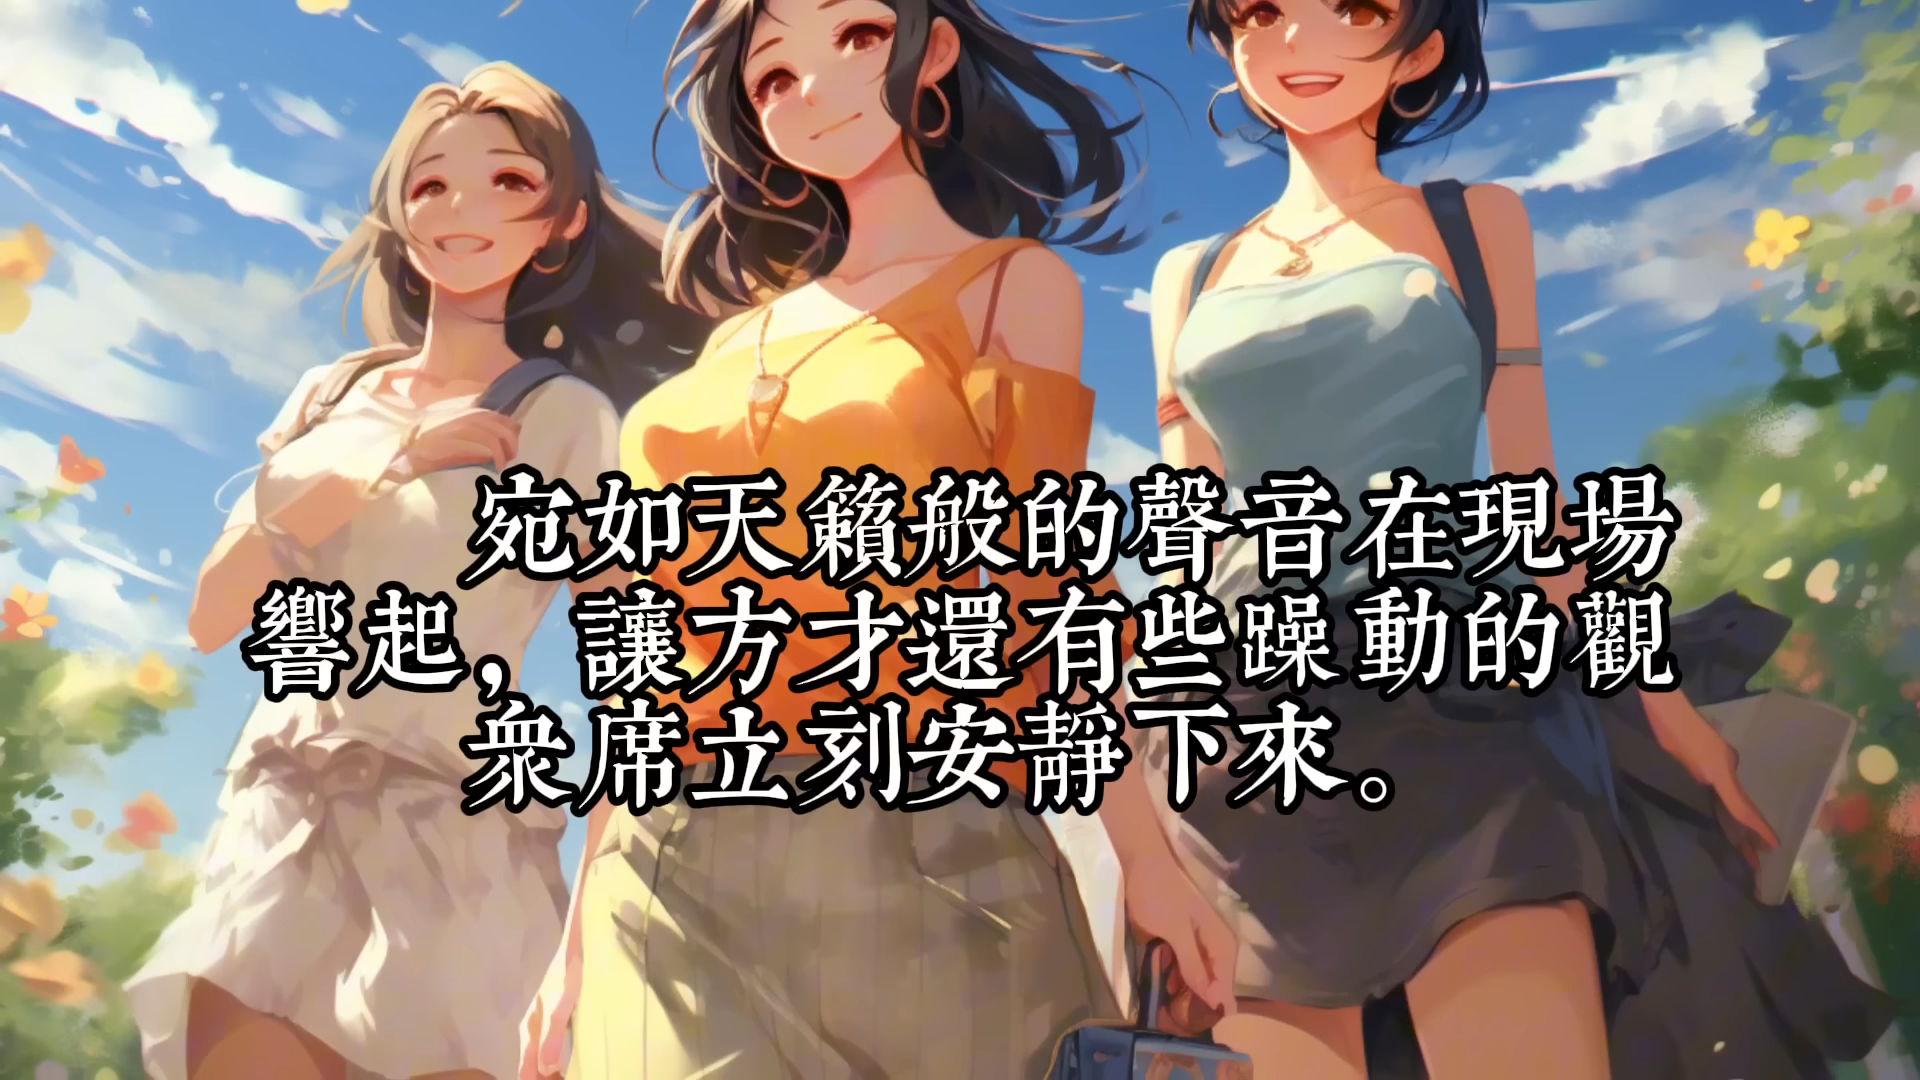 宛如天籟般的聲音在現場
響起，讓方才還有些躁動的觀
眾席立刻安靜下來。